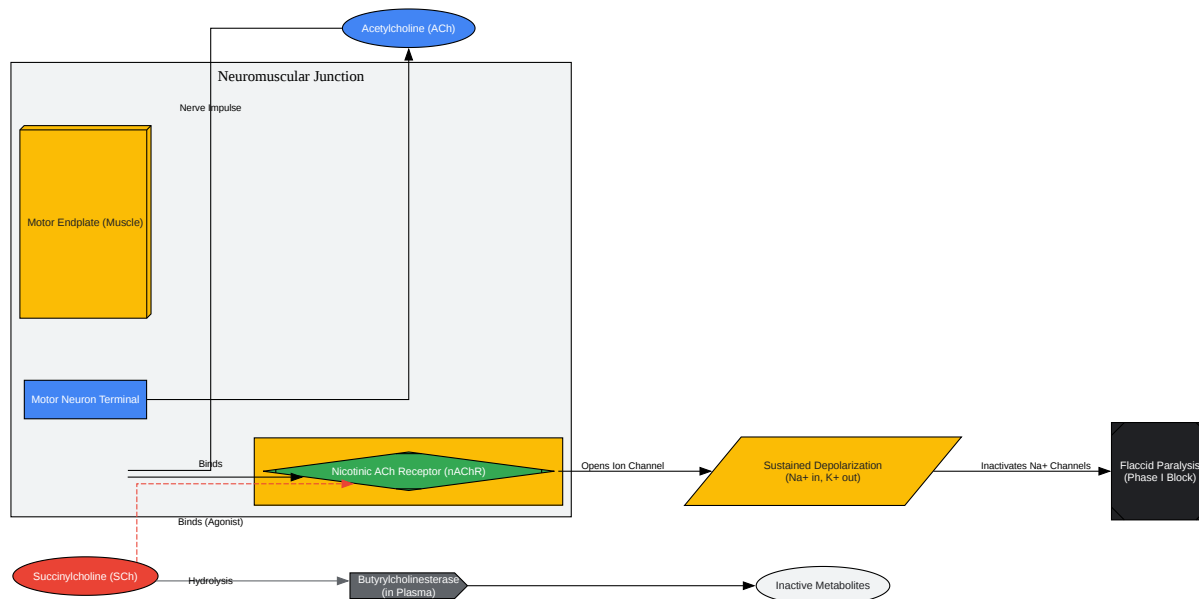 Acetylcholine (ACh)
Neuromuscular Junction
Nerve Impulse
Motor Endplate (Muscle)
Motor Neuron Terminal
Binds
Nicotinic ACh Receptor (nAChR)
Opens Ion Channel
Sustained Depolarization
(Na+ in, K+ out)
Inactivates Na+ Channels
Flaccid Paralysis
(Phase I Block)
Binds (Agonist)
Succinylcholine (SCh)
Hydrolysis
Butyrylcholinesterase
(in Plasma)
Inactive Metabolites